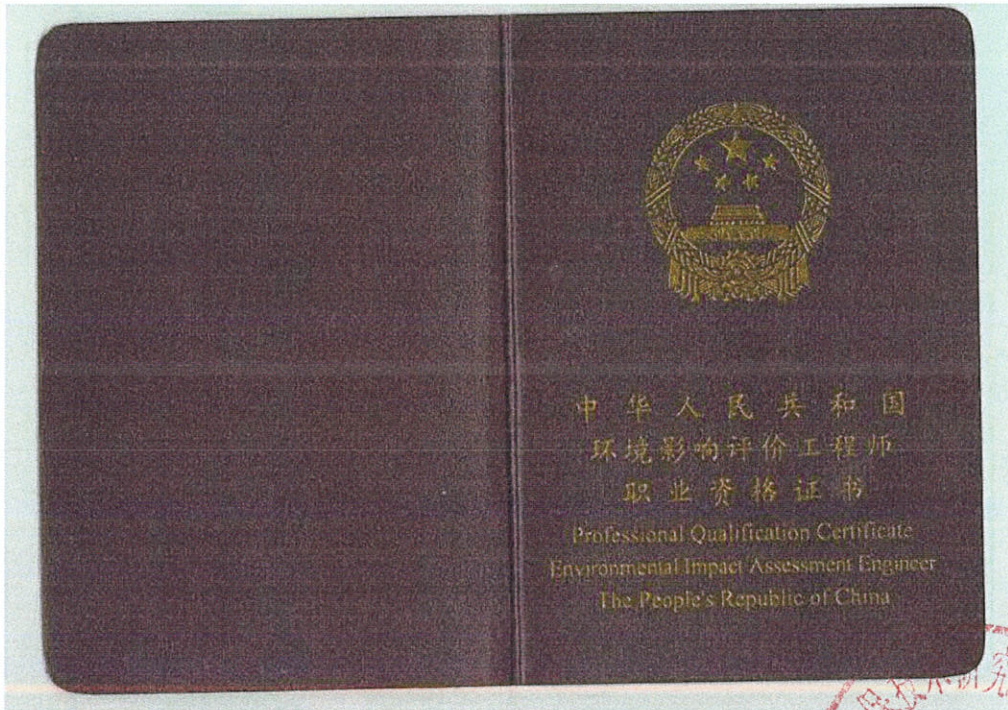 中华人民共和国
环境影响评价工程师
职业资格证书
Professional Qualification Certificate
Environmental Impact Assessment Engineer
The People's Republic of China